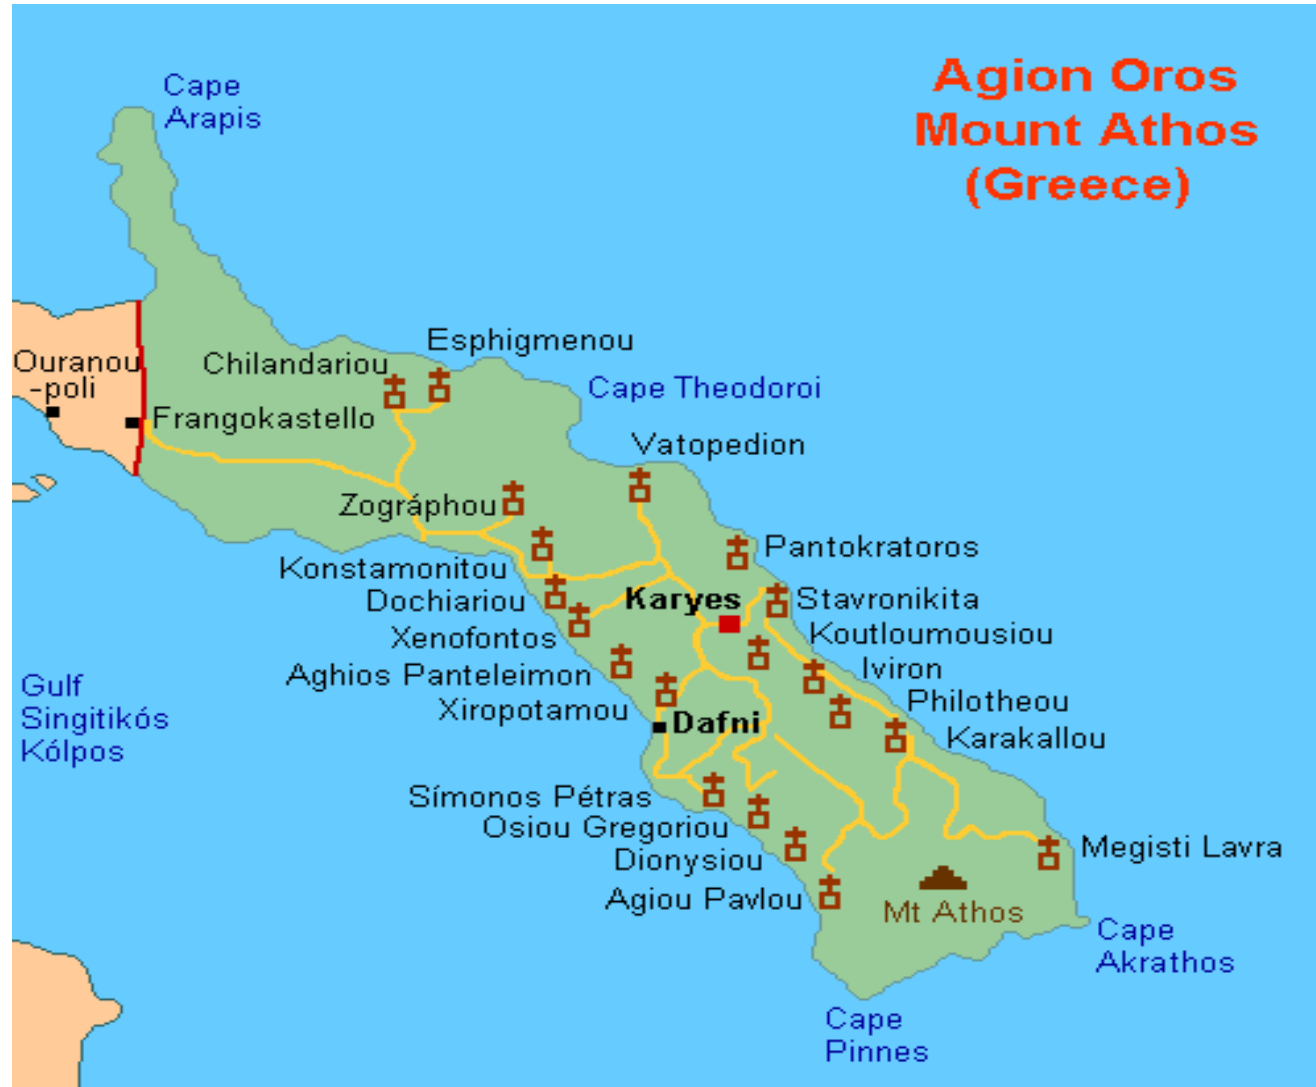 Agion Oros
Mount Athos
(Greece)
Cape
Arapis
Esphigmenou
Chilandariou
Ouranou
-poli
Cape Theodoroi
Frangokastello
Vatopedion
Zográphou
Pantokratoros
Konstamonitou
Dochiariou
Karyes
Stavronikita
Xenofontos
Koutloumousiou
Aghios Panteleimon
Iviron
Gulf
Singitikós
Kólpos
Xiropotamou
Philotheou
Dafni
Karakallou
Símonos Pétras
Osiou Gregoriou
Dionysiou
Megisti Lavra
Agiou Pavlou
Mt Athos
Cape
Akrathos
Cape
Pinnes